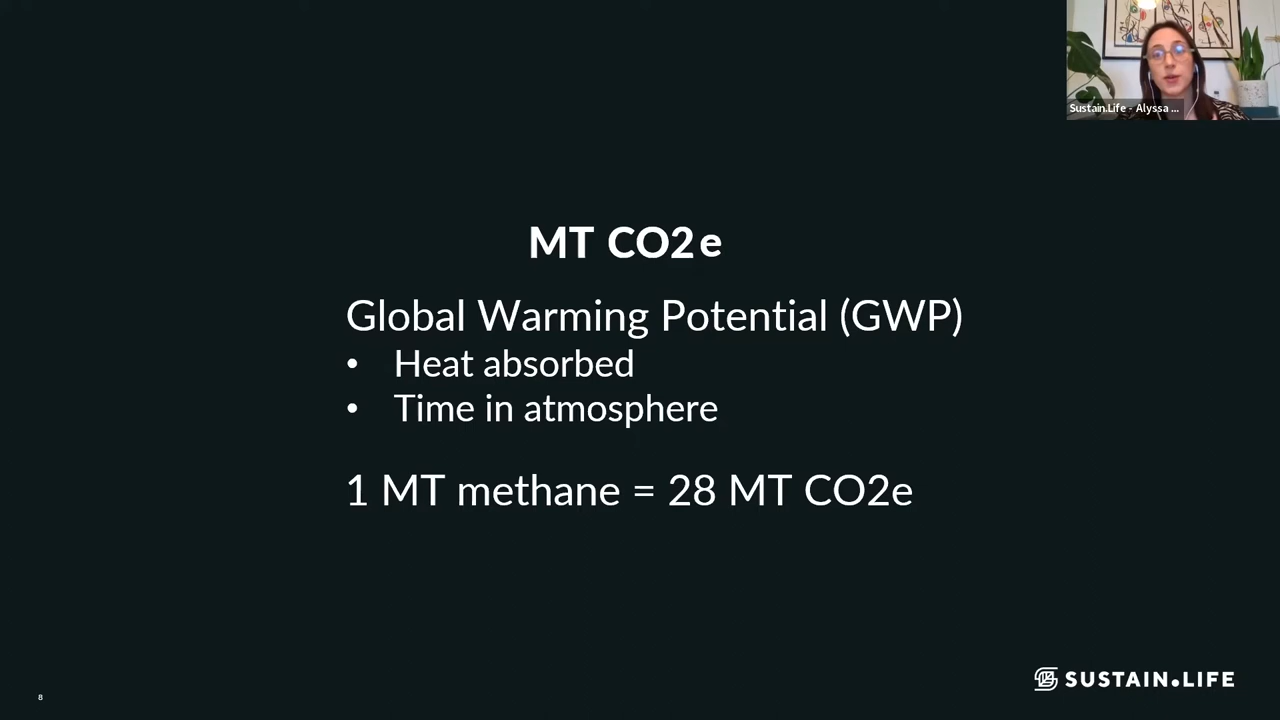 Sustain.Life - Alyssa ...
MT CO2e
Global Warming Potential (GWP)
• Heat absorbed
• Time in atmosphere
1 MT methane = 28 MT CO2e
8
SUSTAIN.LIFE